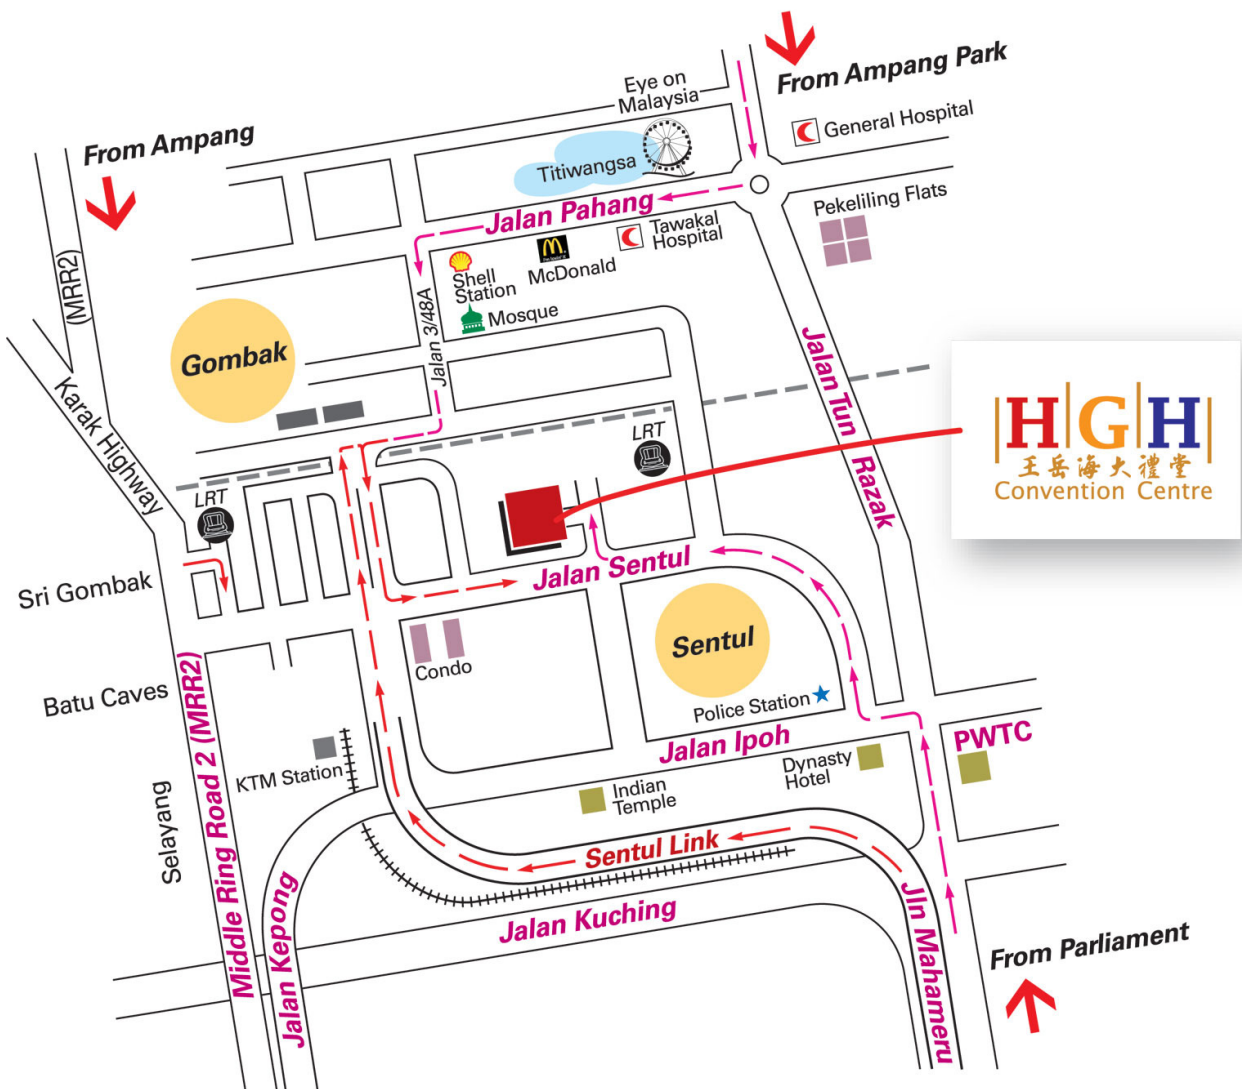 From Ampang Park
From Ampang
Eye on
Malaysia
General Hospital
Titiwangsa
Pekeliling Flats
Jalan Pahang
Tawakal
Hospital
McDonald
Shell
Station
Mosque
(MRR2)
Jalan 3/48A
Gombak
Jalan Tun Razak
Karak Highway
LRT
LRT
HGH
王岳海大禮堂
Convention Centre
Sri Gombak
Jalan Sentul
Sentul
Condo
Batu Caves
Police Station
Middle Ring Road 2 (MRR2)
Jalan Ipoh
PWTC
KTM Station
Dynasty
Hotel
Indian
Temple
Selayang
Sentul Link
Jalan Kepong
Jalan Kuching
Jln Mahameru
From Parliament